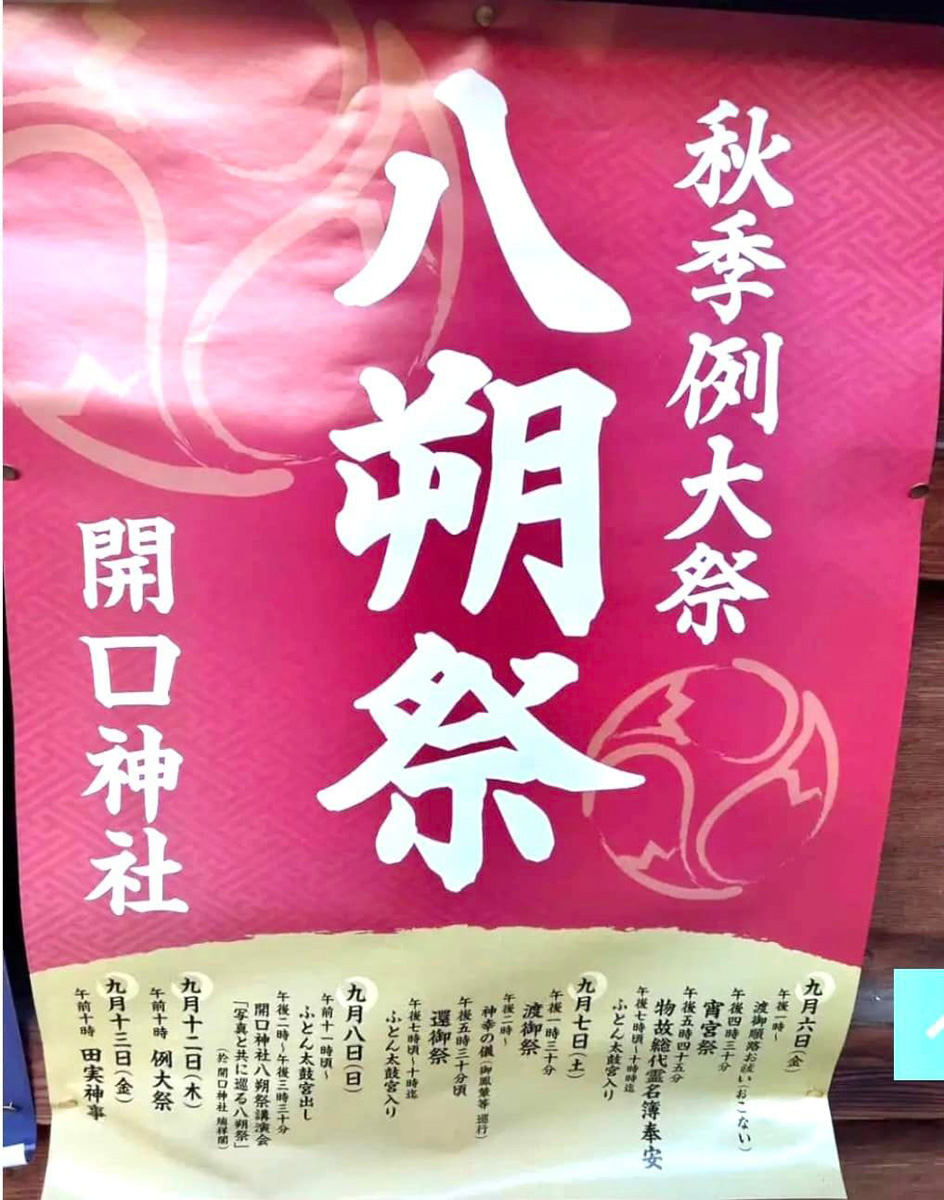 秋季例大祭
八朔祭
開口神社
九月六日(金)
午後一時～
渡御順路お祓い(おこない)
午後四時三十分
宵宮祭
午後五時四十五分
物故総代霊名簿奉安
午後七時頃～十時迄
ふとん太鼓宮入り
九月七日(土)
午後一時三十分
渡御祭
午後二時～
神幸の儀(御鳳輦等 巡行)
午後五時三十分頃
還御祭
午後七時頃～十時迄
ふとん太鼓宮入り
九月八日(日)
午前十一時頃～
ふとん太鼓宮出し
午後二時～午後三時三十分
開口神社八朔祭講演会
「写真と共に巡る八朔祭」
(於 開口神社 瑞祥閣)
九月十二日(木)
午前十時 例大祭
九月十三日(金)
午前十時 田実神事